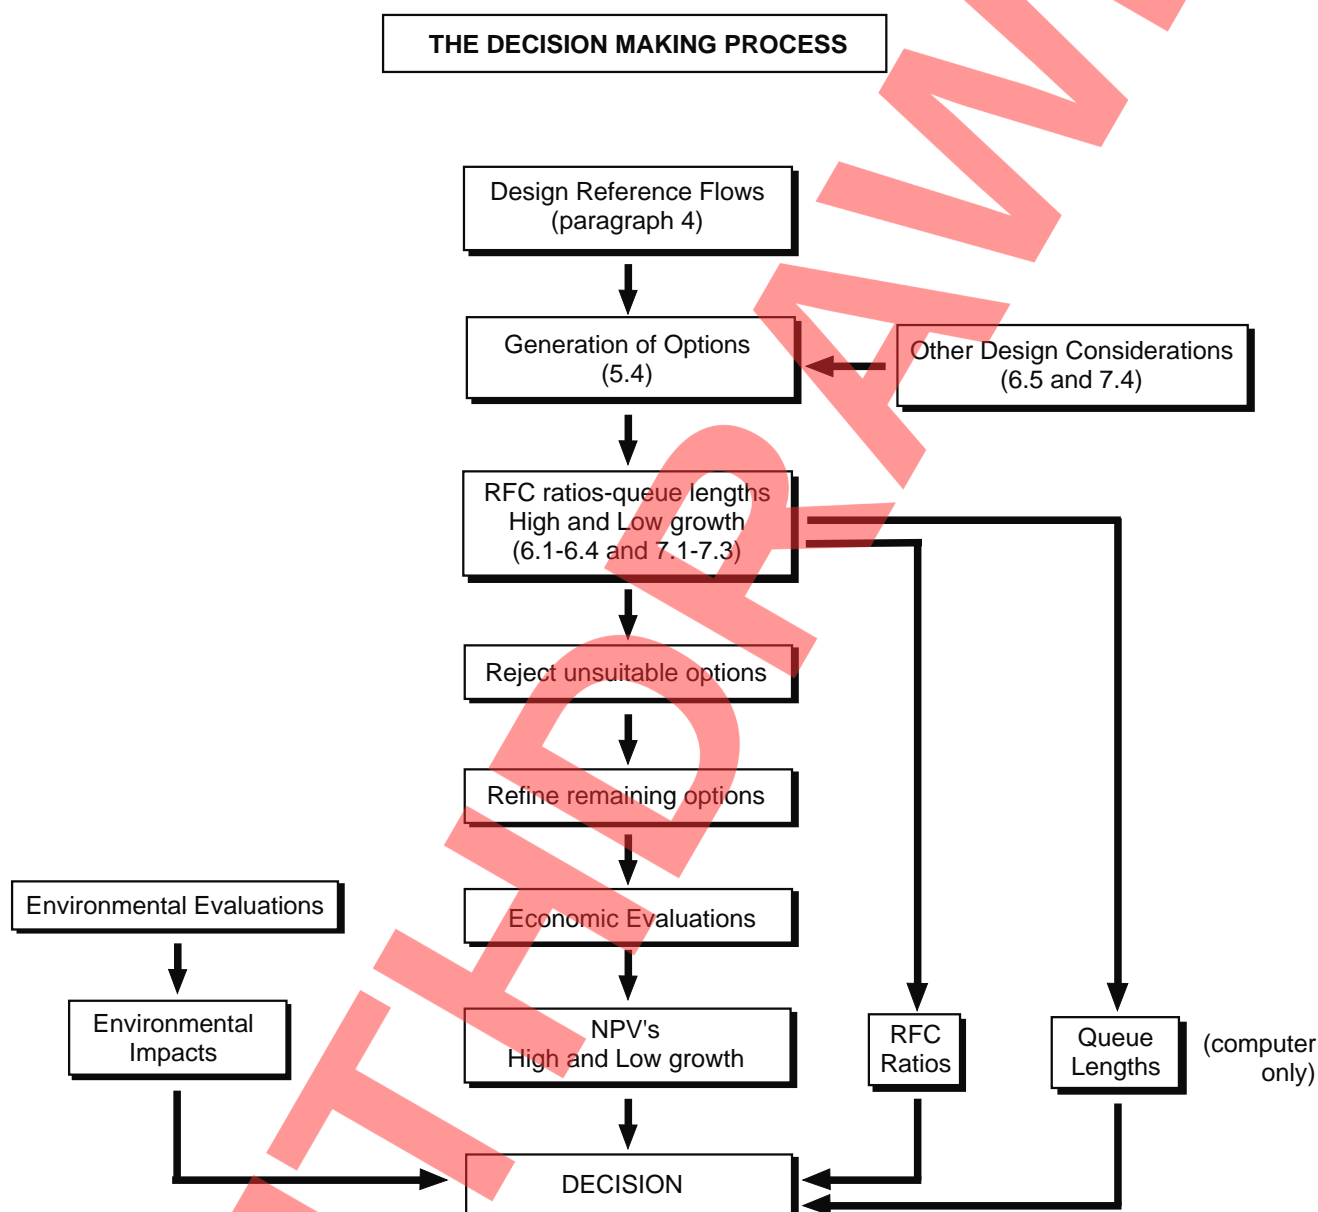 THE DECISION MAKING PROCESS
Design Reference Flows
(paragraph 4)
Generation of Options
(5.4)
Other Design Considerations
(6.5 and 7.4)
RFC ratios-queue lengths
High and Low growth
(6.1-6.4 and 7.1-7.3)
Reject unsuitable options
Refine remaining options
Environmental Evaluations
Economic Evaluations
Environmental
Impacts
NPV's
High and Low growth
RFC
Ratios
Queue
Lengths
(computer
only)
DECISION
THDRAW